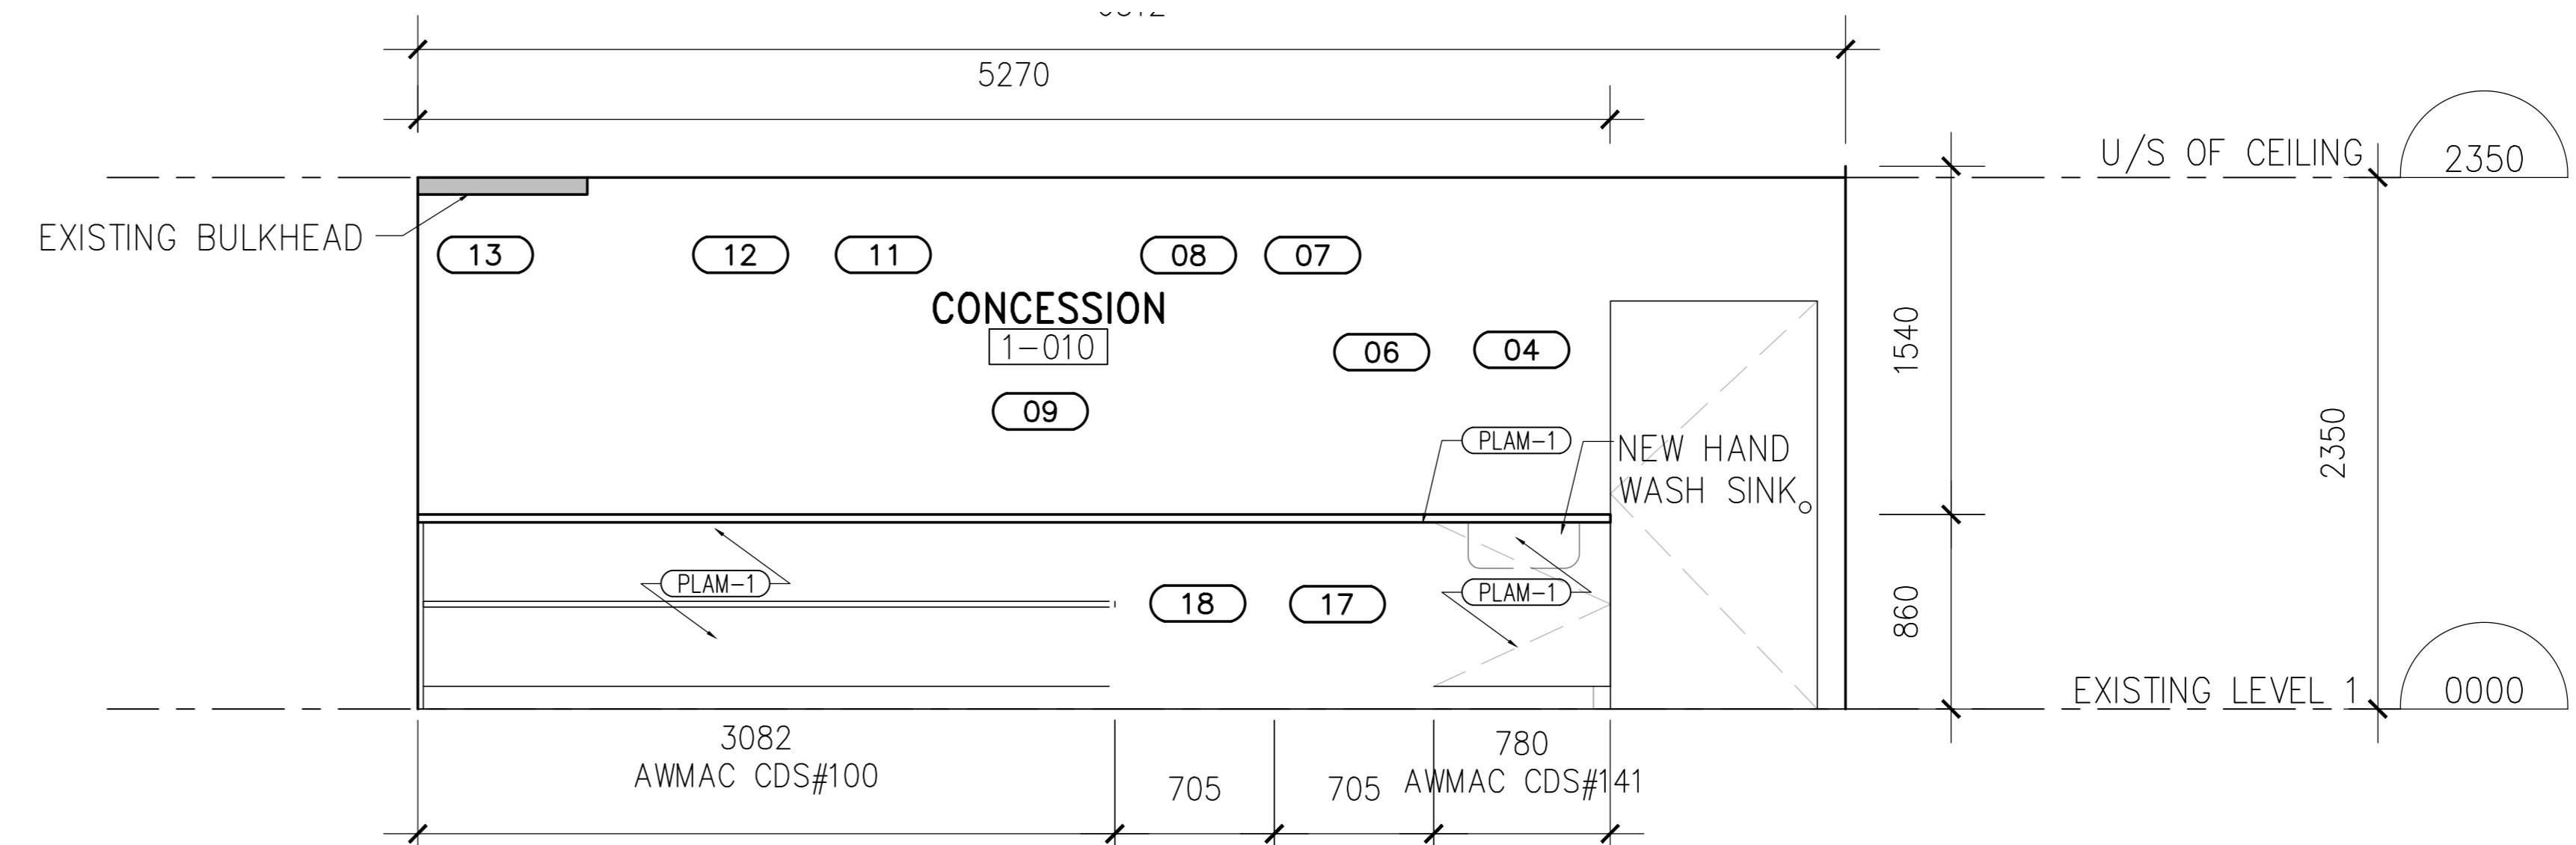 5270
U/S OF CEILING
2350
EXISTING BULKHEAD
13
12
11
08
07
CONCESSION
1-010
06
04
1540
09
PLAM-1
NEW HAND
WASH SINK
2350
PLAM-1
18
17
PLAM-1
860
EXISTING LEVEL 1
0000
3082
AWMAC CDS#100
705
705
780
AWMAC CDS#141